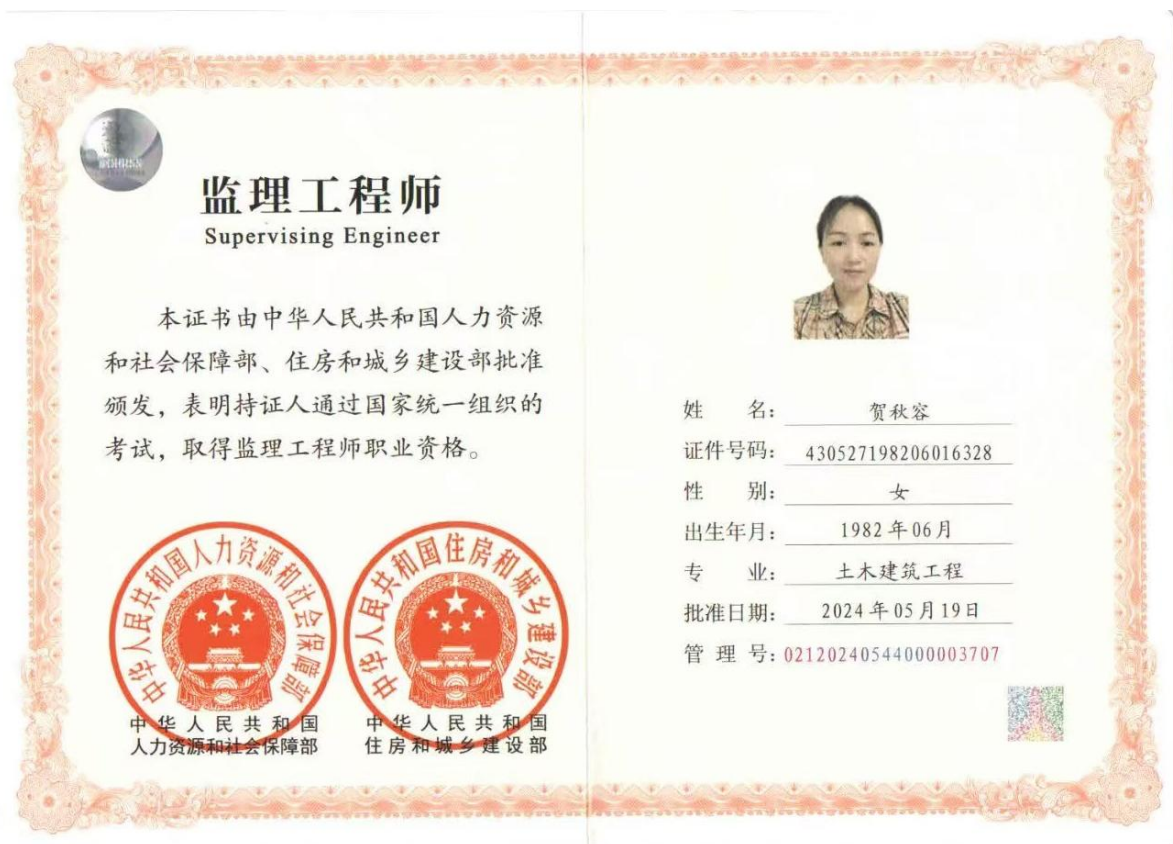 监理工程师
Supervising Engineer
本证书由中华人民共和国人力资源
和社会保障部、住房和城乡建设部批准
颁发，表明持证人通过国家统一组织的
考试，取得监理工程师职业资格。
中华人民共和国人力资源和社会保障部
中华人民共和国住房和城乡建设部
中华人民共和国
人力资源和社会保障部
中华人民共和国
住房和城乡建设部
姓 名： 贺秋容
证件号码： 430527198206016328
性 别： 女
出生年月： 1982年06月
专 业： 土木建筑工程
批准日期： 2024年05月19日
管 理 号： 02120240544000003707